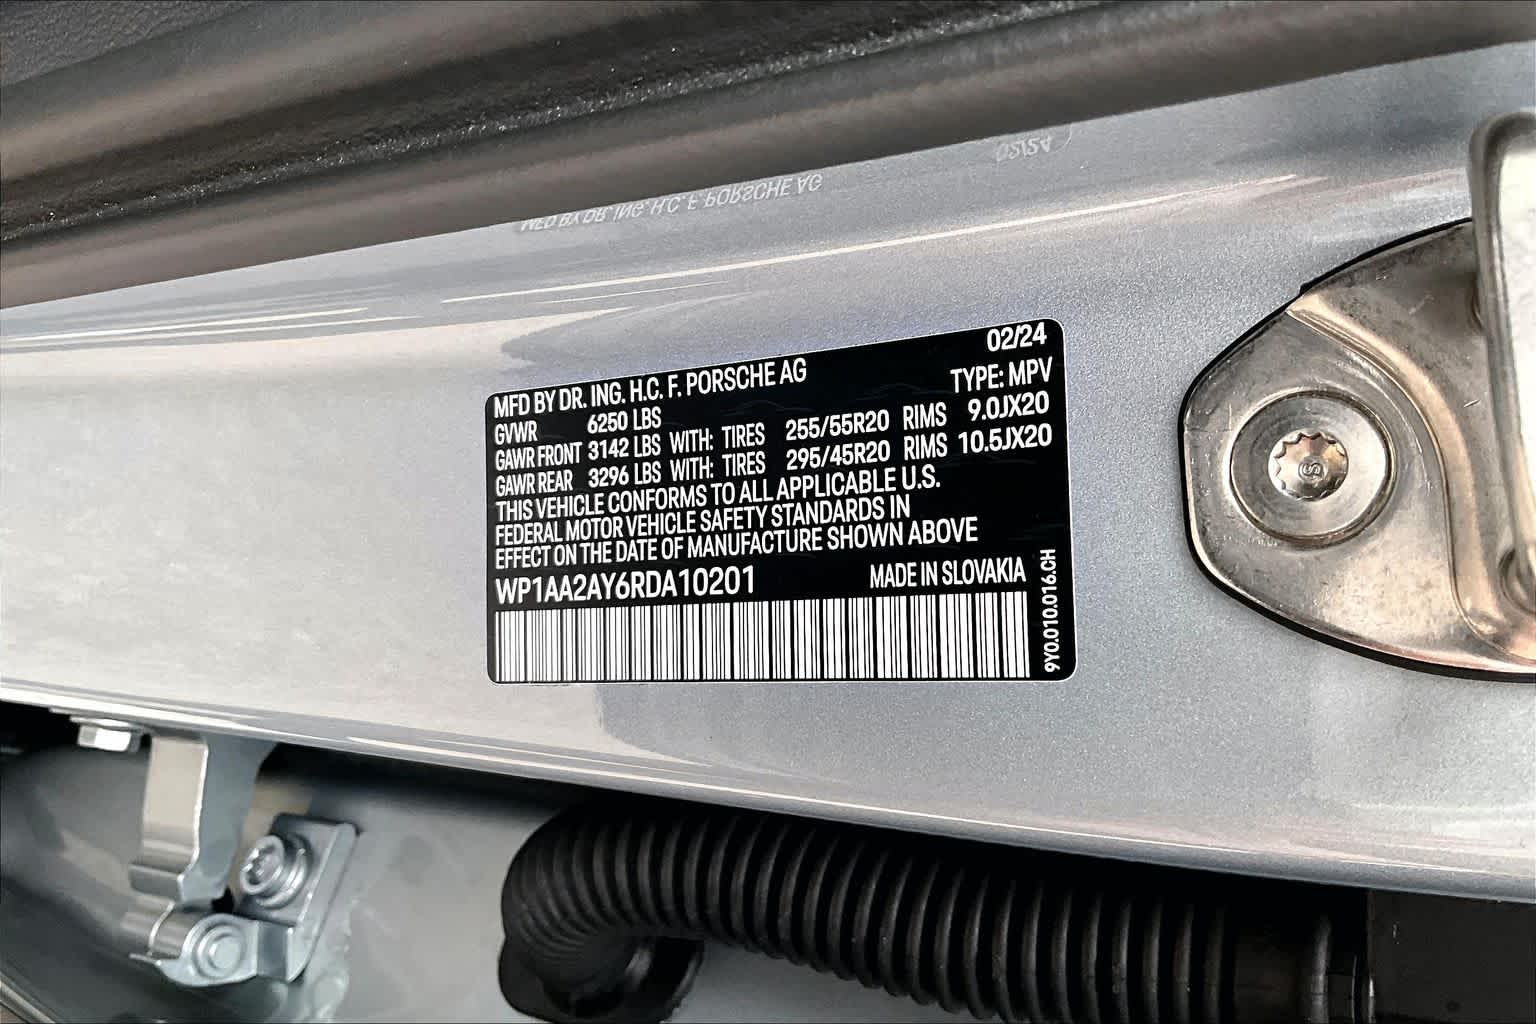 02/24
MFD BY DR. ING. H.C. F. PORSCHE AG
TYPE: MPV
GVWR 6250 LBS
GAWR FRONT 3142 LBS WITH: TIRES 255/55R20 RIMS 9.0JX20
GAWR REAR 3296 LBS WITH: TIRES 295/45R20 RIMS 10.5JX20
THIS VEHICLE CONFORMS TO ALL APPLICABLE U.S.
FEDERAL MOTOR VEHICLE SAFETY STANDARDS IN
EFFECT ON THE DATE OF MANUFACTURE SHOWN ABOVE
WP1AA2AY6RDA10201 MADE IN SLOVAKIA
9Y0.010.016.CH